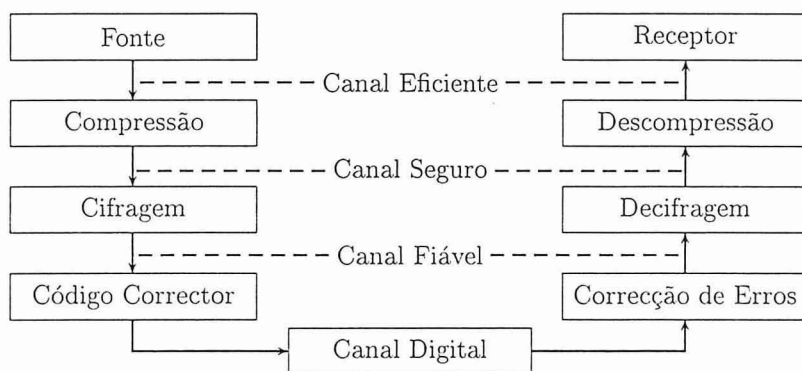 Fonte
Receptor
Canal Eficiente
Compressão
Descompressão
Canal Seguro
Cifragem
Decifragem
Canal Fiável
Código Corrector
Correcção de Erros
Canal Digital